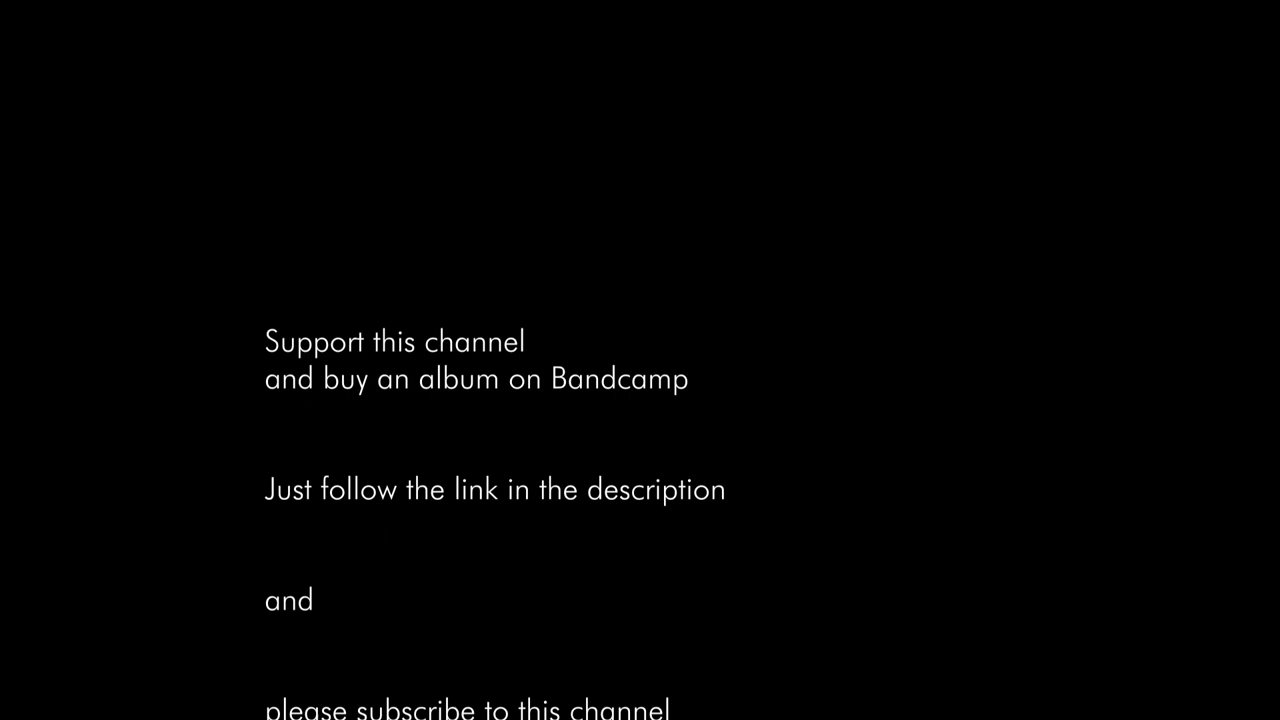 Support this channel
and buy an album on Bandcamp
Just follow the link in the description
and
please subscribe to this channel